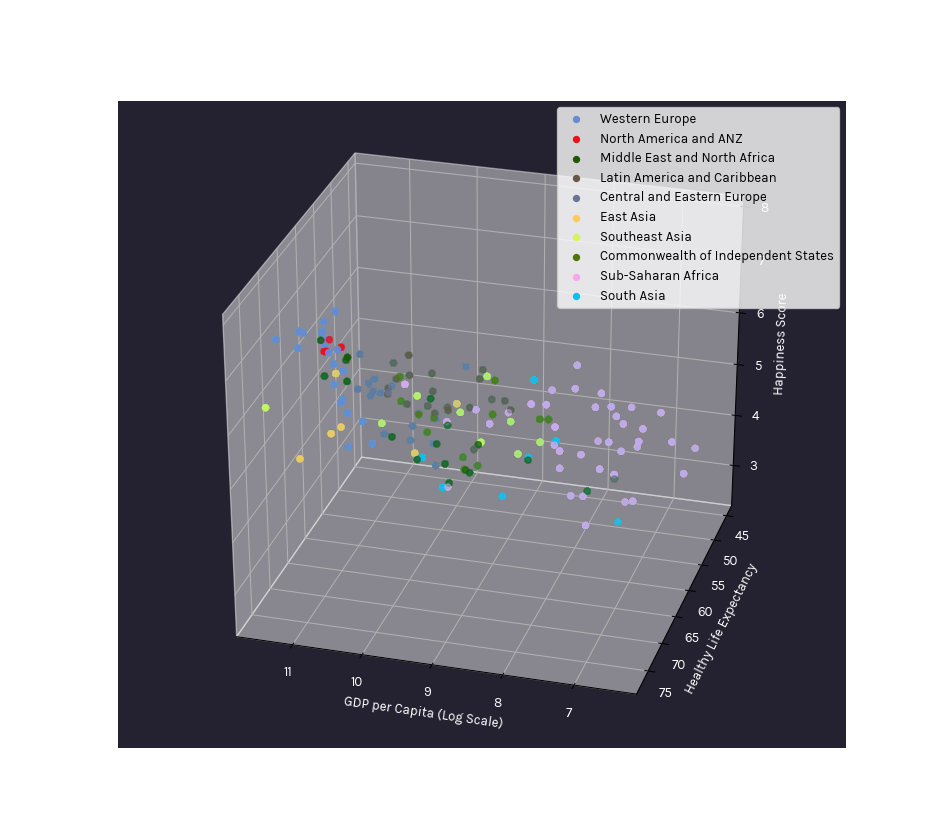 Western Europe
North America and ANZ
Middle East and North Africa
Latin America and Caribbean
Central and Eastern Europe
East Asia
Southeast Asia
Commonwealth of Independent States
Sub-Saharan Africa
South Asia
8
7
6
5
4
3
Happiness Score
45
50
55
60
65
70
75
Healthy Life Expectancy
11
10
9
8
7
GDP per Capita (Log Scale)